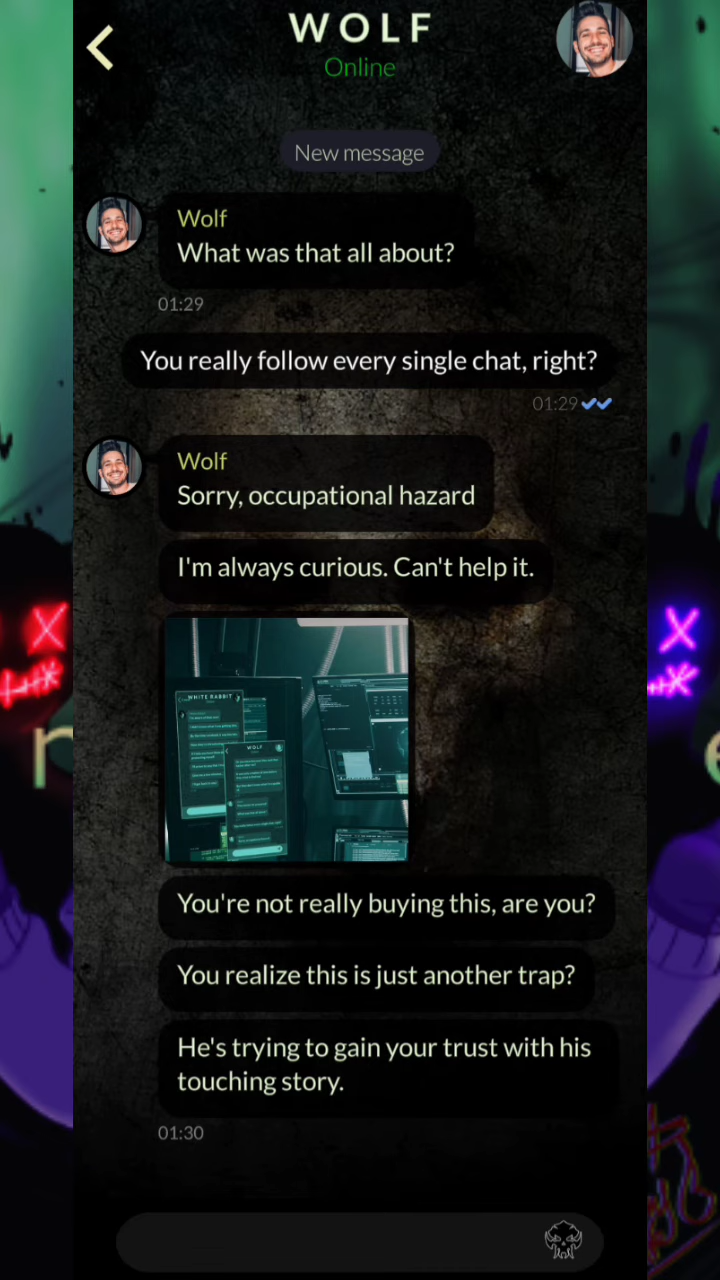 WOLF
Online
New message
Wolf
What was that all about?
01:29
You really follow every single chat, right?
01:29
Wolf
Sorry, occupational hazard
I'm always curious. Can't help it.
WHITE RABBIT
WOLF
You're not really buying this, are you?
You realize this is just another trap?
He's trying to gain your trust with his
touching story.
01:30